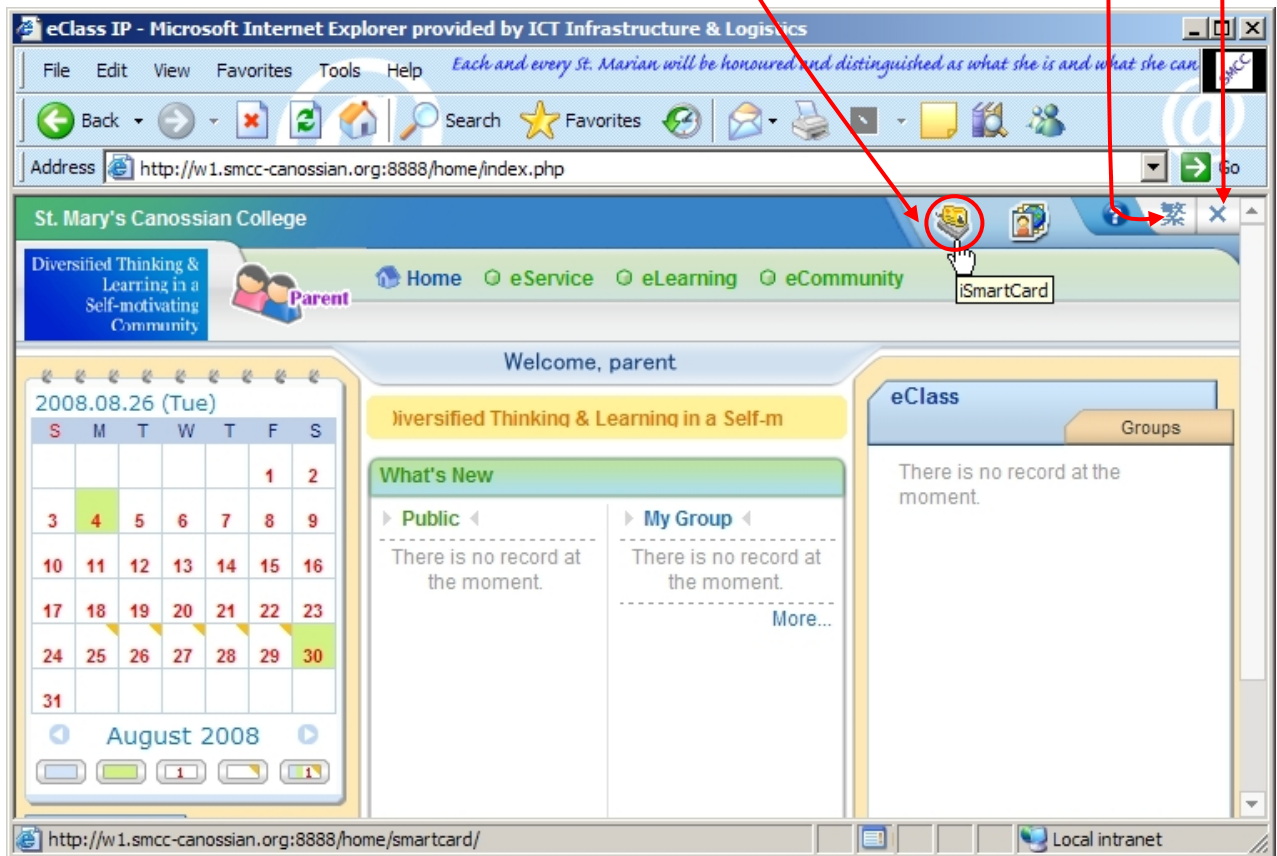 eClass IP - Microsoft Internet Explorer provided by ICT Infrastructure & Logistics
File Edit View Favorites Tools Help Each and every St. Marian will be honoured and distinguished as what she is and what she can
SMCC
Back Search Favorites
Address http://w1.smcc-canossian.org:8888/home/index.php Go
St. Mary's Canossian College
? 繁 ×
Diversified Thinking &
Learning in a
Self-motivating
Community
Parent
Home eService eLearning eCommunity
iSmartCard
Welcome, parent
2008.08.26 (Tue)
S M T W T F S
1 2
3 4 5 6 7 8 9
10 11 12 13 14 15 16
17 18 19 20 21 22 23
24 25 26 27 28 29 30
31
August 2008
1 1
Diversified Thinking & Learning in a Self-m
What's New
Public
There is no record at
the moment.
My Group
There is no record at
the moment.
More...
eClass
Groups
There is no record at the
moment.
http://w1.smcc-canossian.org:8888/home/smartcard/ Local intranet